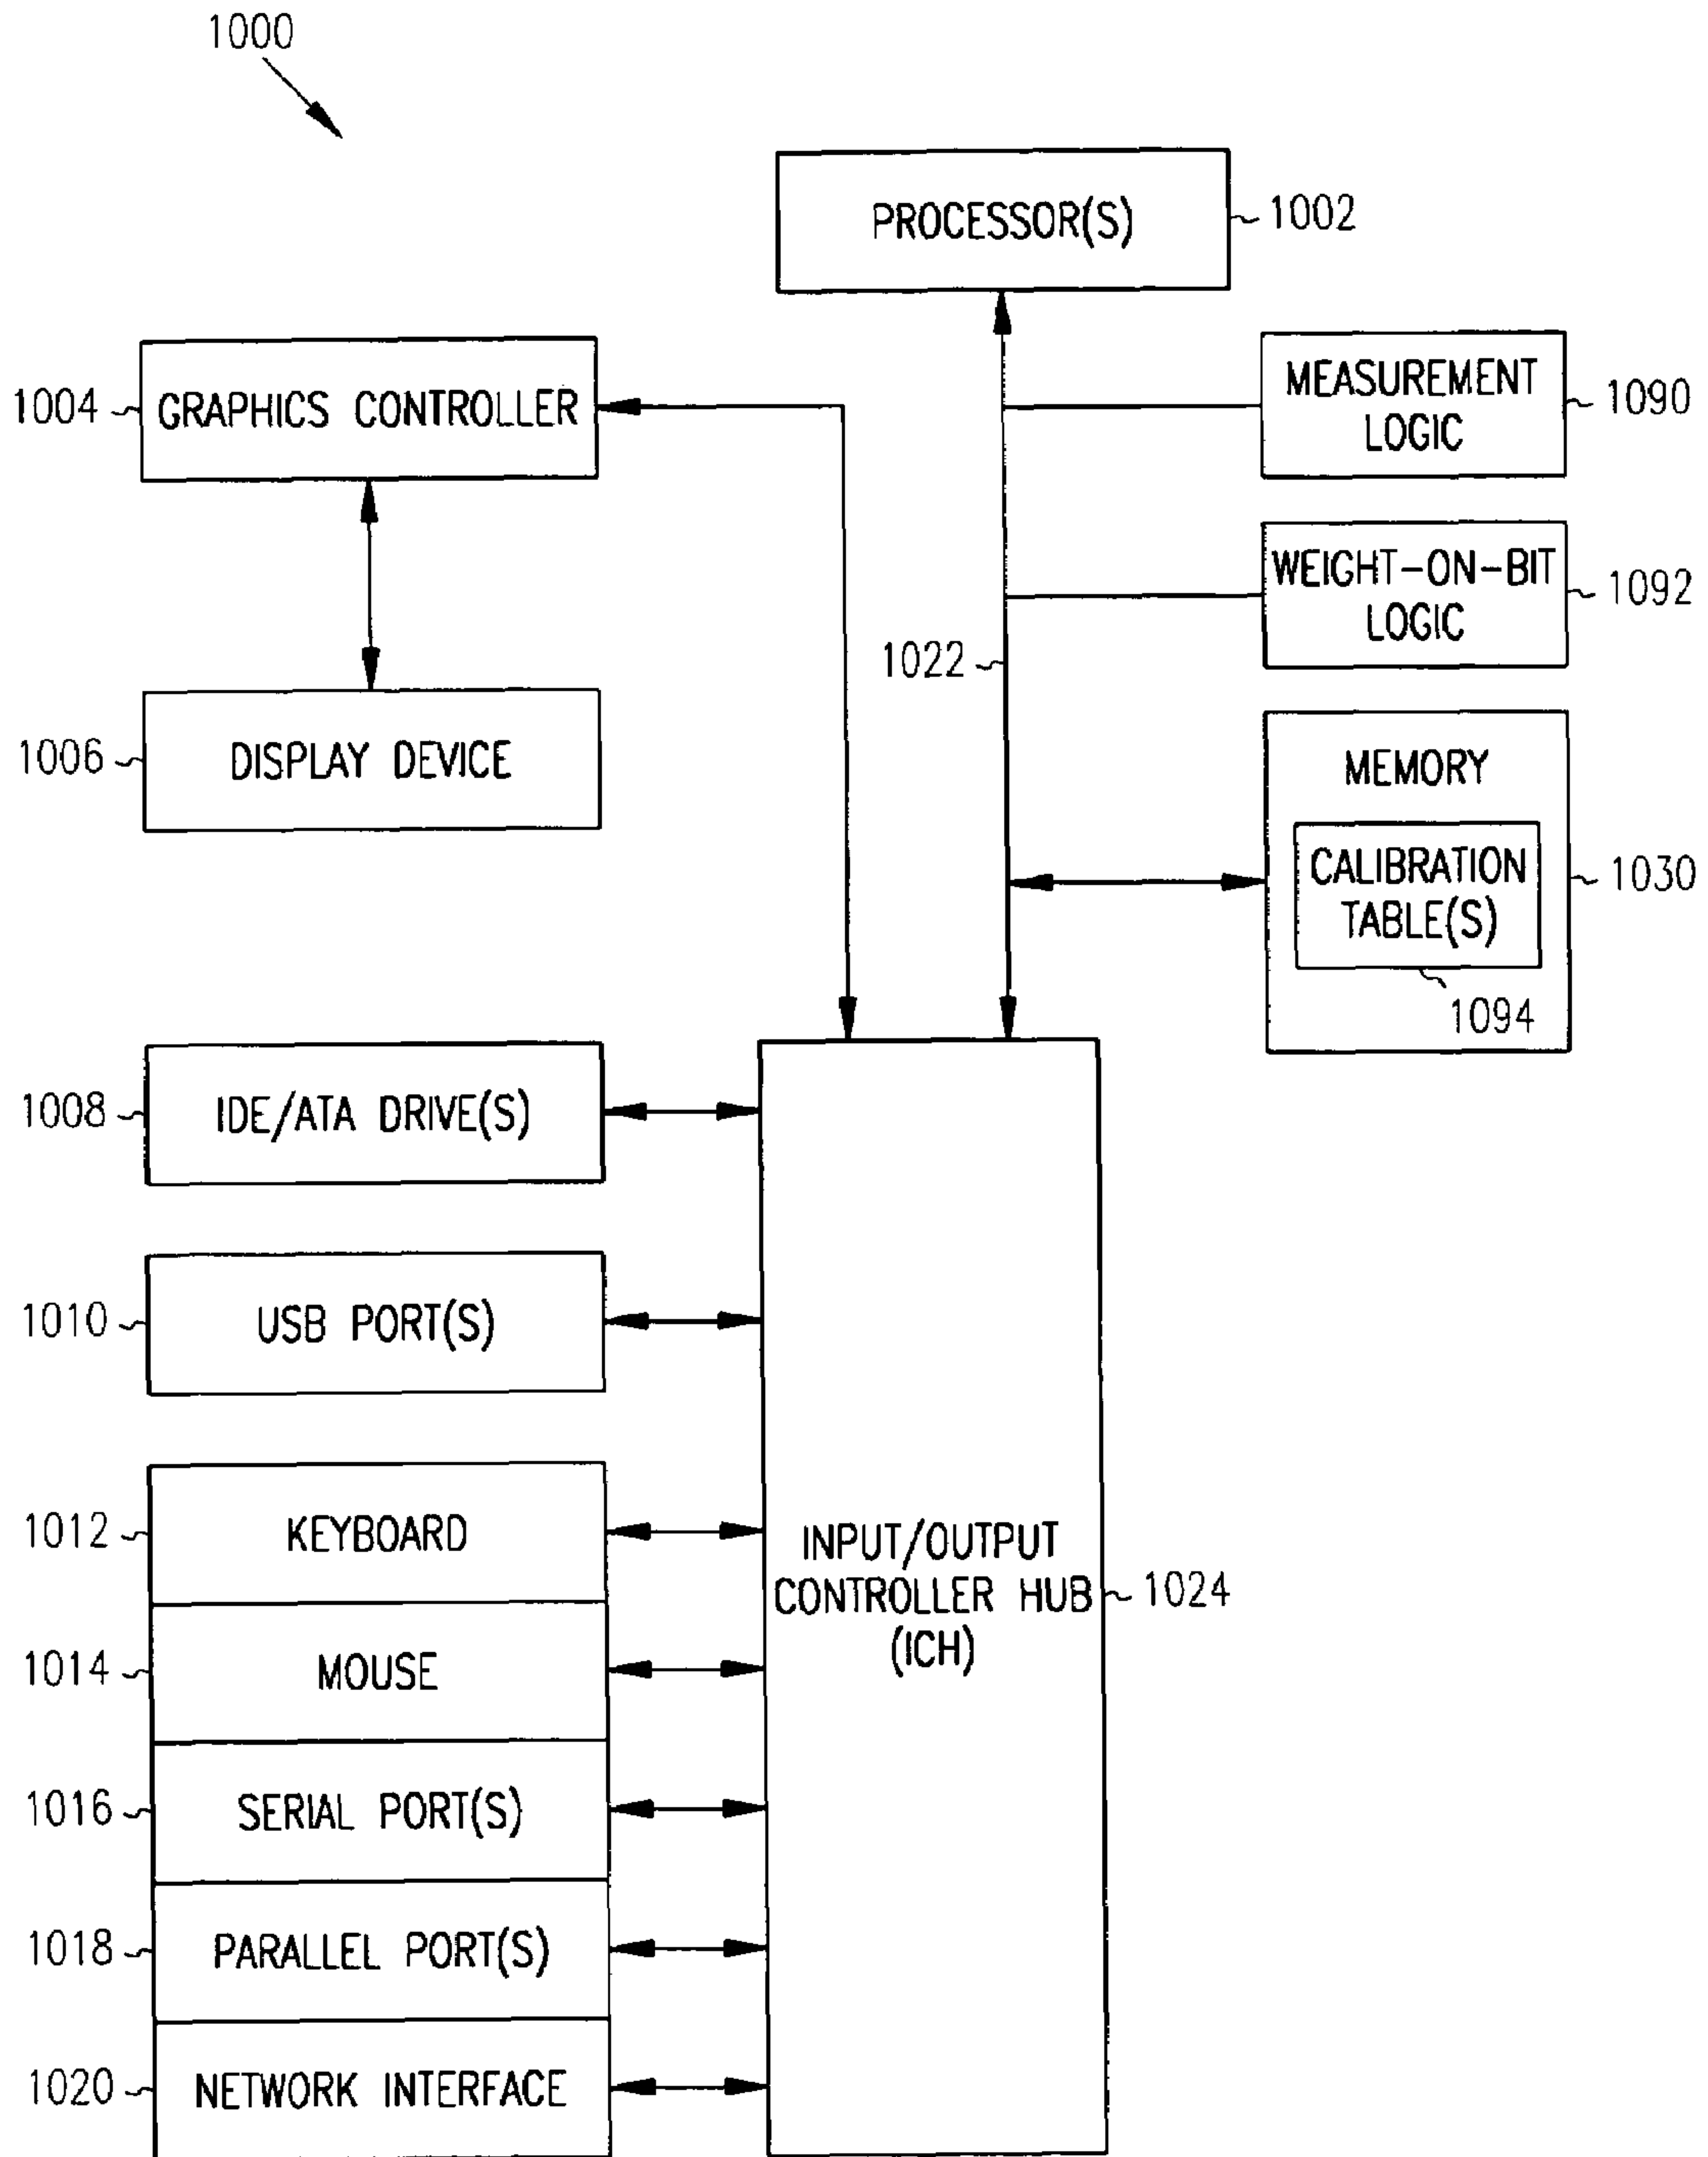 1000
PROCESSOR(S)
1002
MEASUREMENT
LOGIC
1090
1004
GRAPHICS CONTROLLER
WEIGHT-ON-BIT
LOGIC
1092
1022
1006
DISPLAY DEVICE
MEMORY
CALIBRATION
TABLE(S)
1030
1094
1008
IDE/ATA DRIVE(S)
1010
USB PORT(S)
1012
KEYBOARD
INPUT/OUTPUT
CONTROLLER HUB
(ICH)
1024
1014
MOUSE
1016
SERIAL PORT(S)
1018
PARALLEL PORT(S)
1020
NETWORK INTERFACE